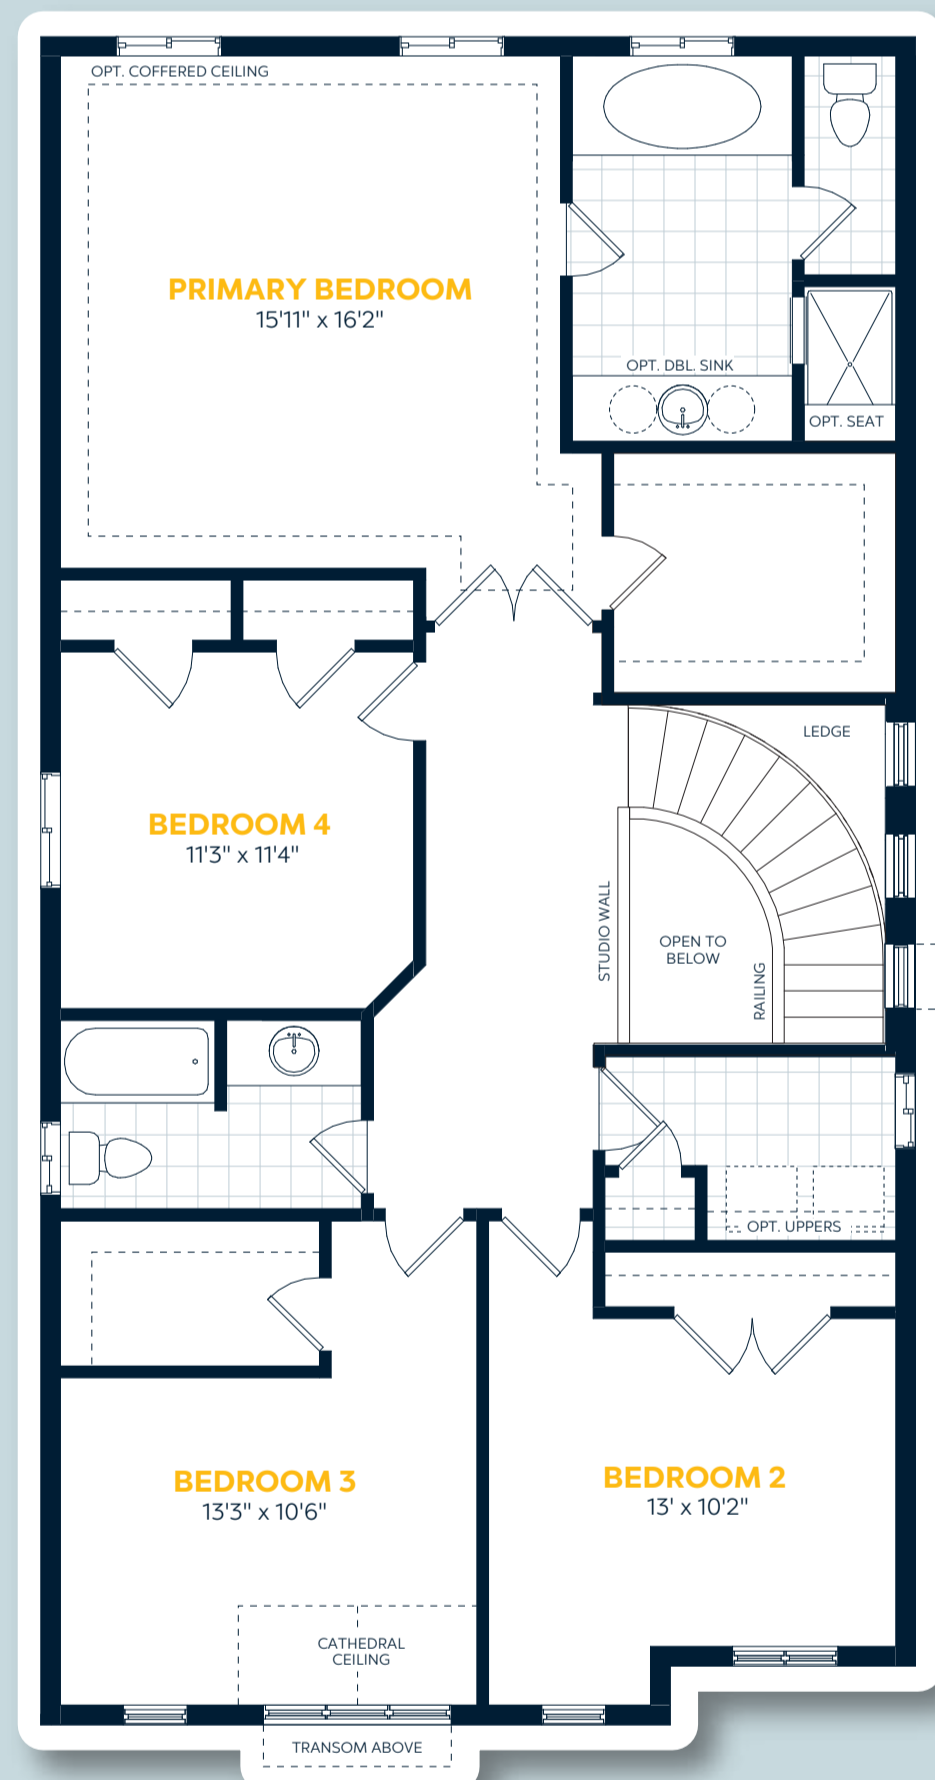 OPT. COFFERED CEILING
PRIMARY BEDROOM
15'11" x 16'2"
OPT. DBL. SINK
OPT. SEAT
LEDGE
BEDROOM 4
11'3" x 11'4"
STUDIO WALL
OPEN TO
BELOW
RAILING
OPT. UPPERS
BEDROOM 3
13'3" x 10'6"
BEDROOM 2
13' x 10'2"
CATHEDRAL
CEILING
TRANSOM ABOVE